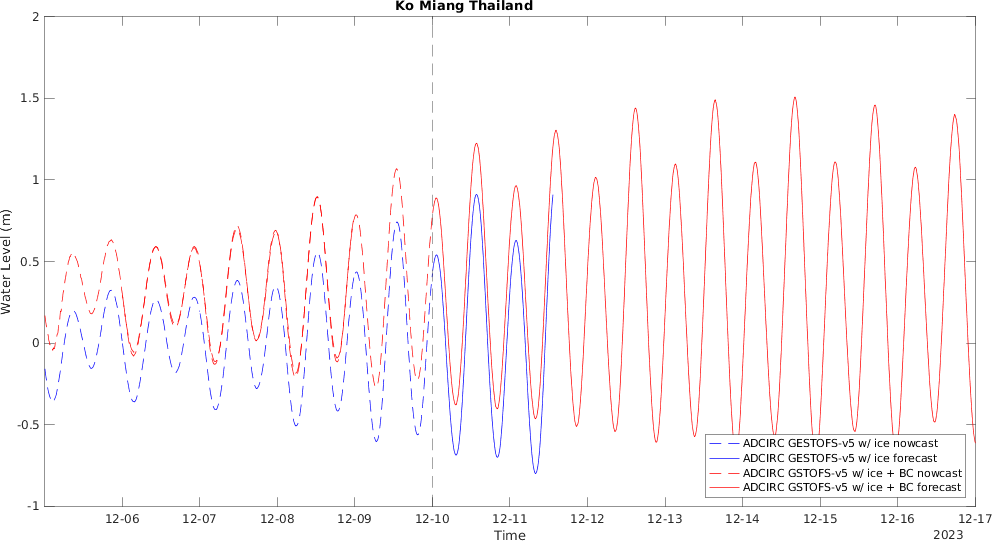 Ko Miang Thailand
2
1.5
1
0.5
0
-0.5
-1
Water Level (m)
12-06
12-07
12-08
12-09
12-10
12-11
12-12
12-13
12-14
12-15
12-16
12-17
Time
2023
ADCIRC GESTOFS-v5 w/ ice nowcast
ADCIRC GESTOFS-v5 w/ ice forecast
ADCIRC GSTOFS-v5 w/ ice + BC nowcast
ADCIRC GSTOFS-v5 w/ ice + BC forecast